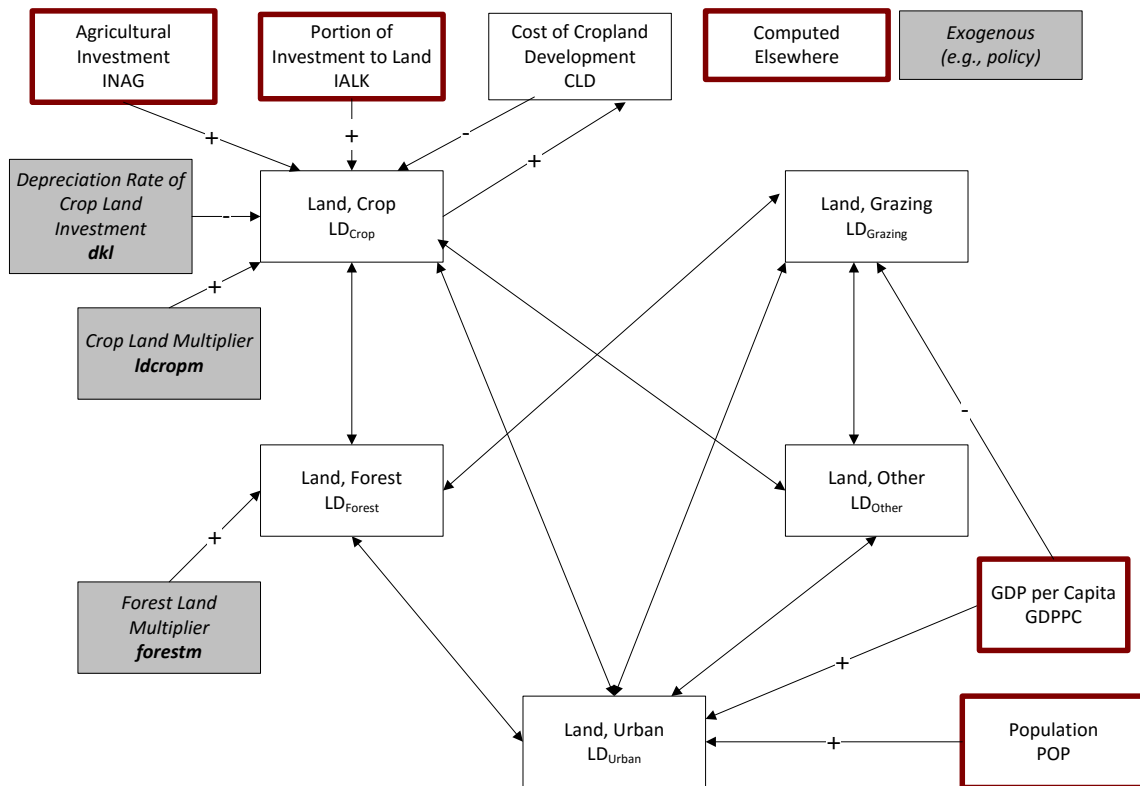 Agricultural
Investment
INAG
Portion of
Investment to Land
IALK
Cost of Cropland
Development
CLD
Computed
Elsewhere
Exogenous
(e.g., policy)
+
+
-
+
Depreciation Rate of
Crop Land
Investment
dkl
-
Land, Crop
LDCrop
Land, Grazing
LDGrazing
+
Crop Land Multiplier
ldcropm
-
Land, Forest
LDForest
Land, Other
LDOther
+
Forest Land
Multiplier
forestm
GDP per Capita
GDPPC
+
Land, Urban
LDUrban
+
Population
POP